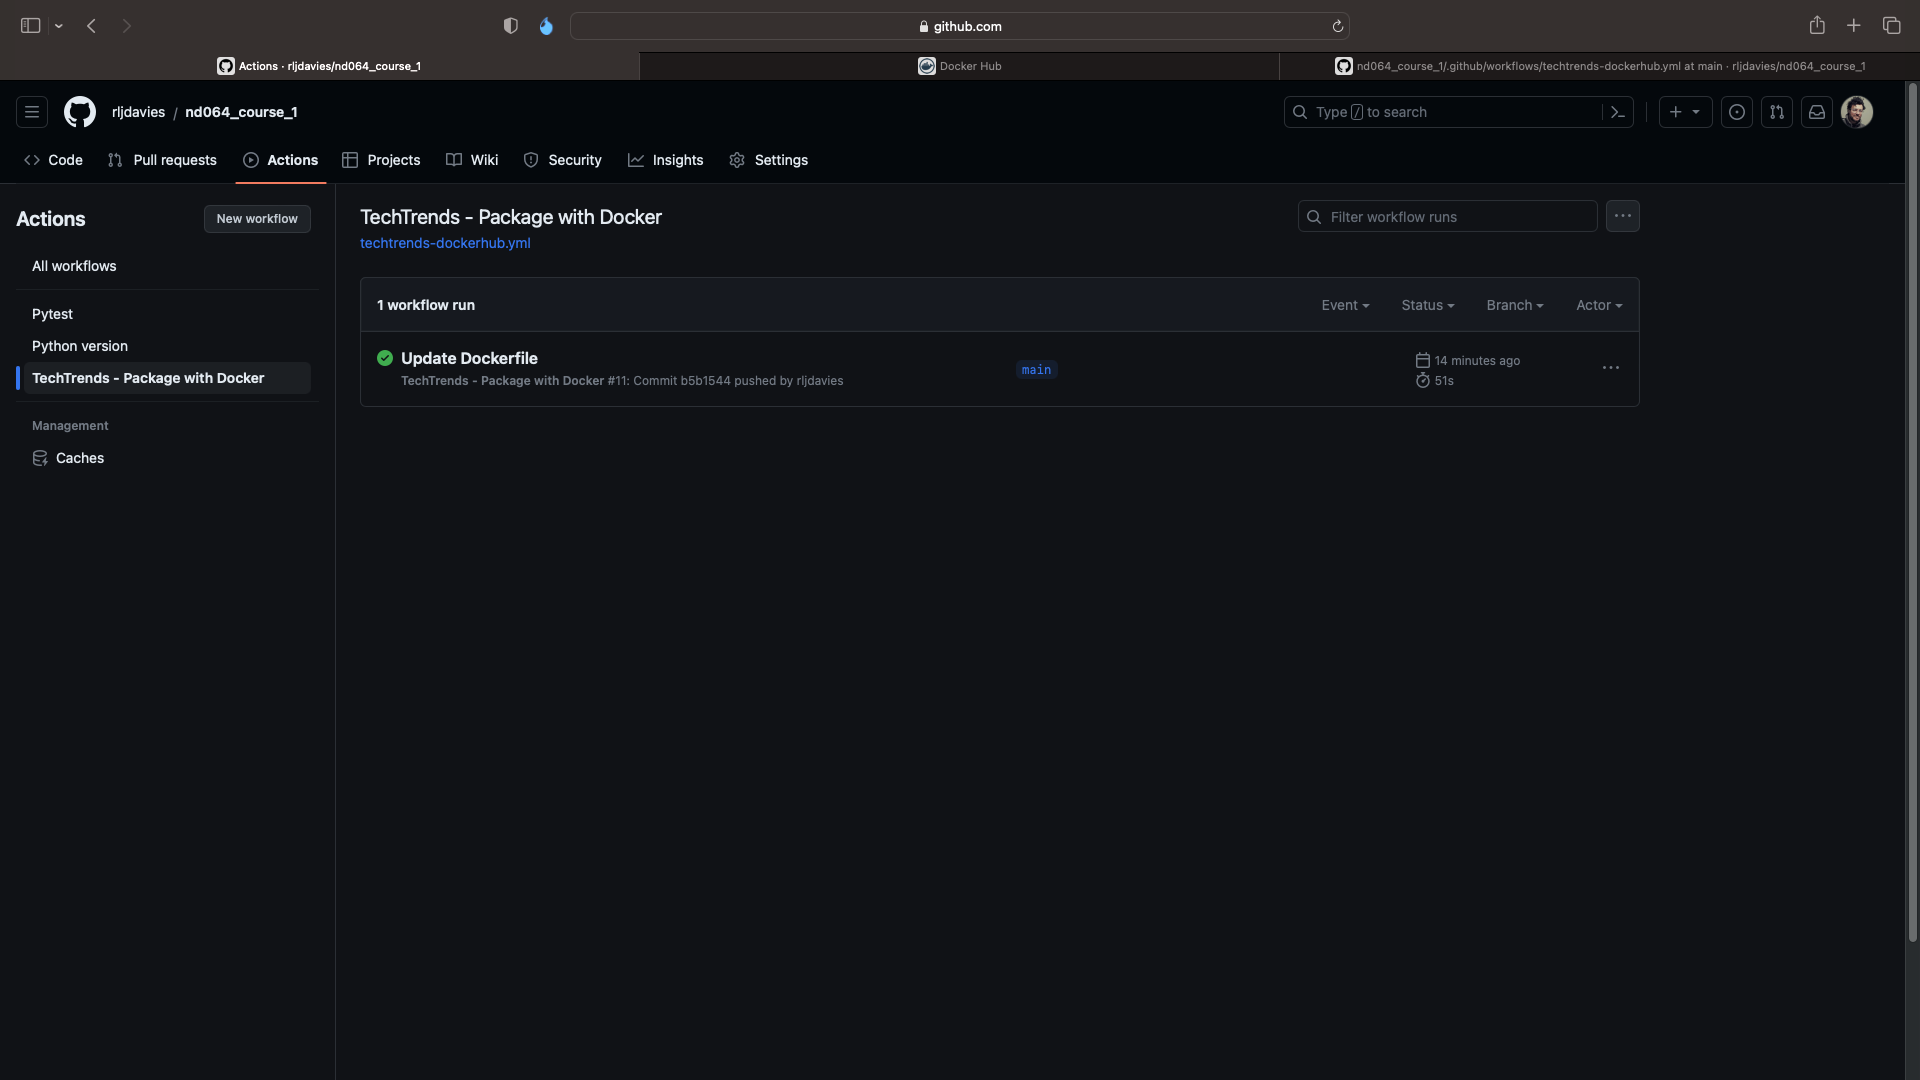 github.com
Actions · rljdavies/nd064_course_1
Docker Hub
nd064_course_1/.github/workflows/techtrends-dockerhub.yml at main · rljdavies/nd064_course_1
rljdavies / nd064_course_1
Type / to search
Code
Pull requests
Actions
Projects
Wiki
Security
Insights
Settings
Actions
New workflow
All workflows
Pytest
Python version
TechTrends - Package with Docker
Management
Caches
TechTrends - Package with Docker
techtrends-dockerhub.yml
Filter workflow runs
1 workflow run
Event
Status
Branch
Actor
Update Dockerfile
TechTrends - Package with Docker #11: Commit b5b1544 pushed by rljdavies
main
14 minutes ago
51s